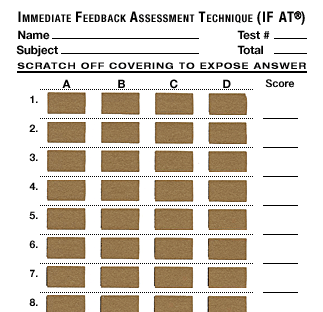 IMMEDIATE FEEDBACK ASSESSMENT TECHNIQUE (IF AT®)
Name Test #
Subject Total
SCRATCH OFF COVERING TO EXPOSE ANSWER
A B C D Score
1.
2.
3.
4.
5.
6.
7.
8.